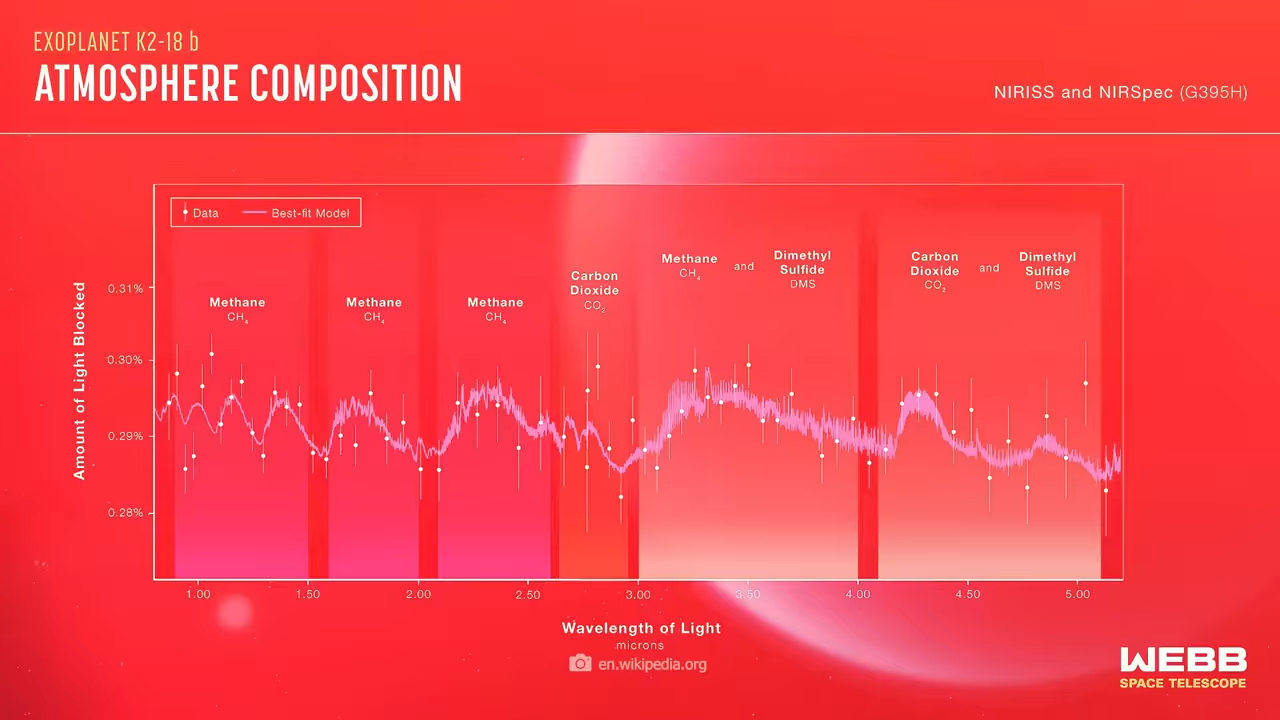 EXOPLANET K2-18 b
ATMOSPHERE COMPOSITION
NIRISS and NIRSpec (G395H)
Data
Best-fit Model
Amount of Light Blocked
0.31%
0.30%
0.29%
0.28%
Methane
CH₄
Methane
CH₄
Methane
CH₄
Carbon
Dioxide
CO₂
Methane
CH₄
and
Dimethyl
Sulfide
DMS
Carbon
Dioxide
CO₂
and
Dimethyl
Sulfide
DMS
1.00 1.50 2.00 2.50 3.00 3.50 4.00 4.50 5.00
Wavelength of Light
microns
en.wikipedia.org
WEBB
SPACE TELESCOPE